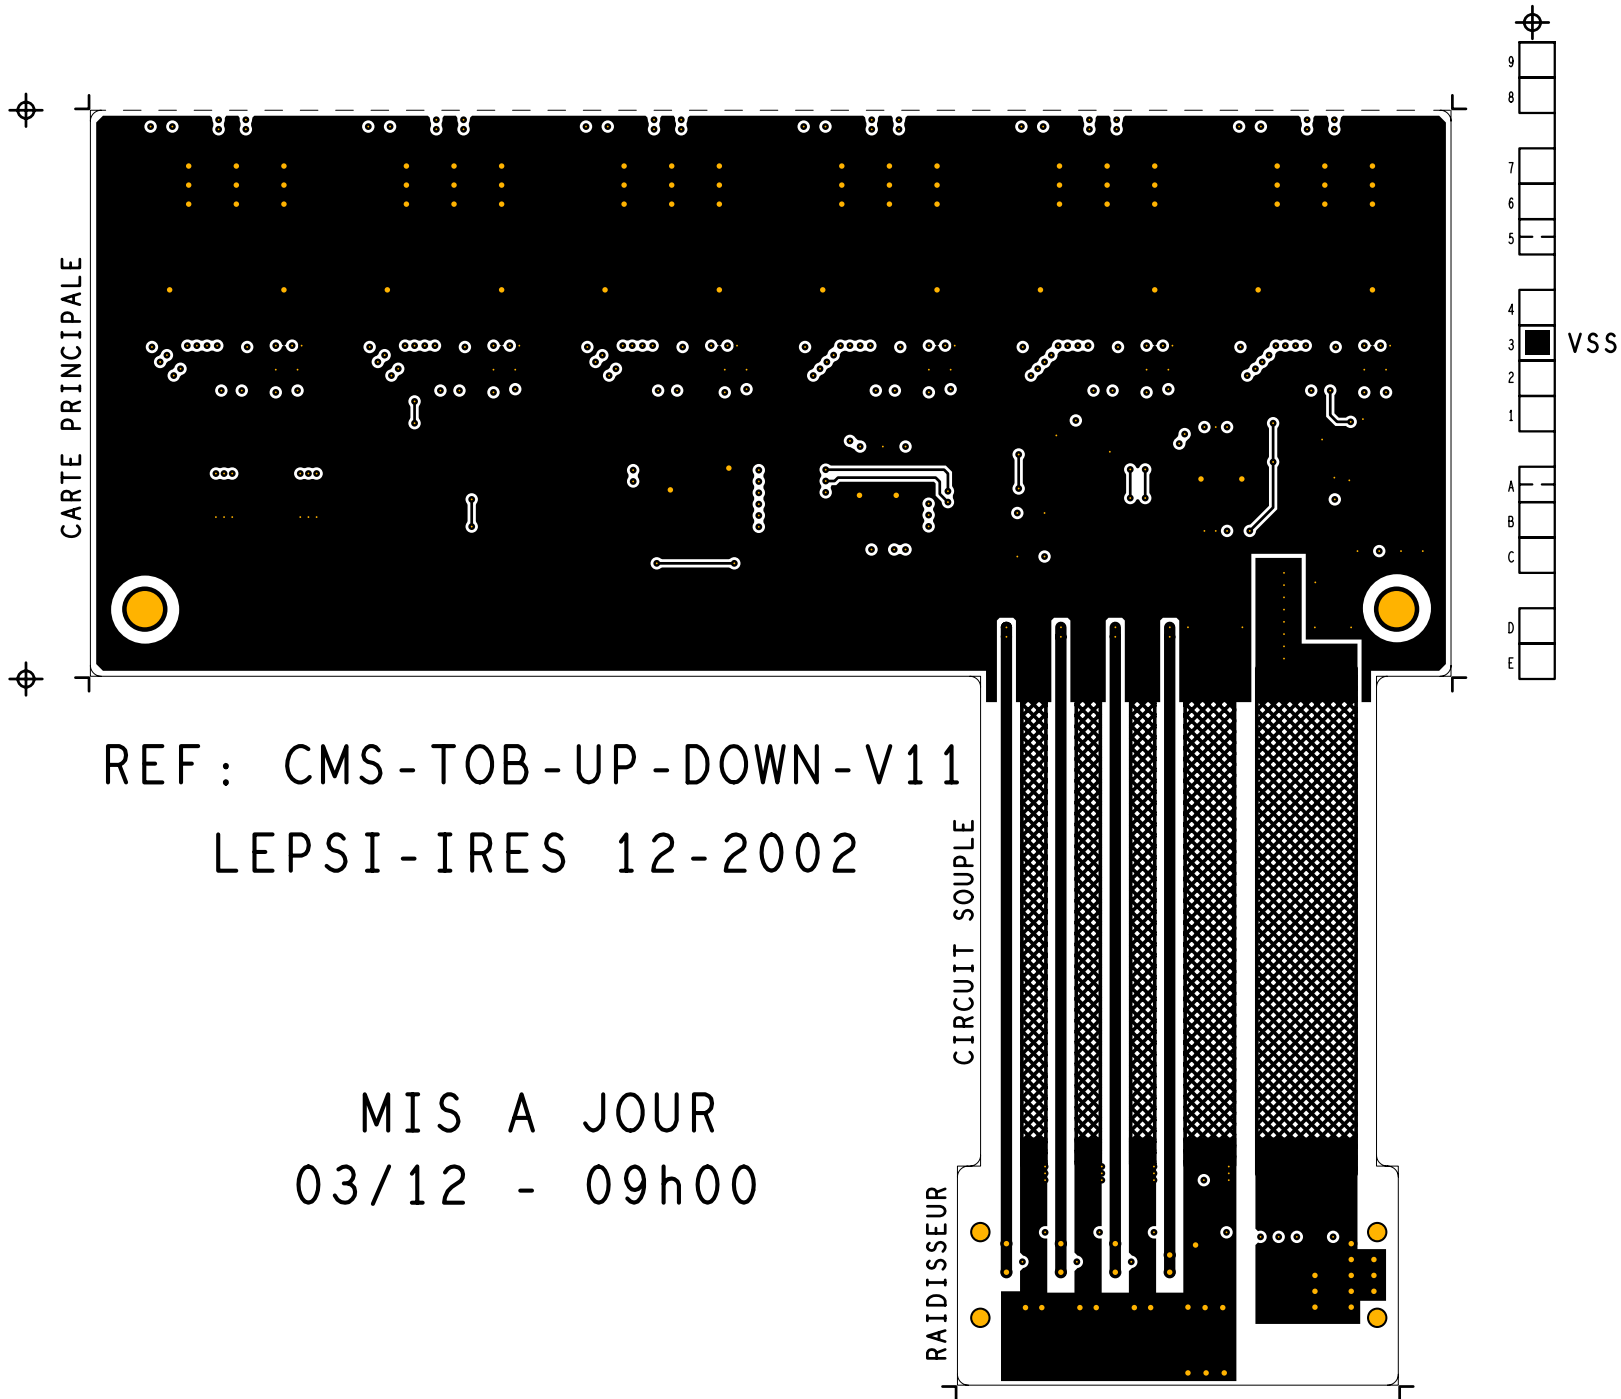 9
8
7
6
5
4
3 VSS
2
1
A
B
C
D
E
CARTE PRINCIPALE
REF: CMS-TOB-UP-DOWN-V11
LEPSI-IRES 12-2002
CIRCUIT SOUPLE
MIS A JOUR
03/12 - 09h00
RAIDISSEUR